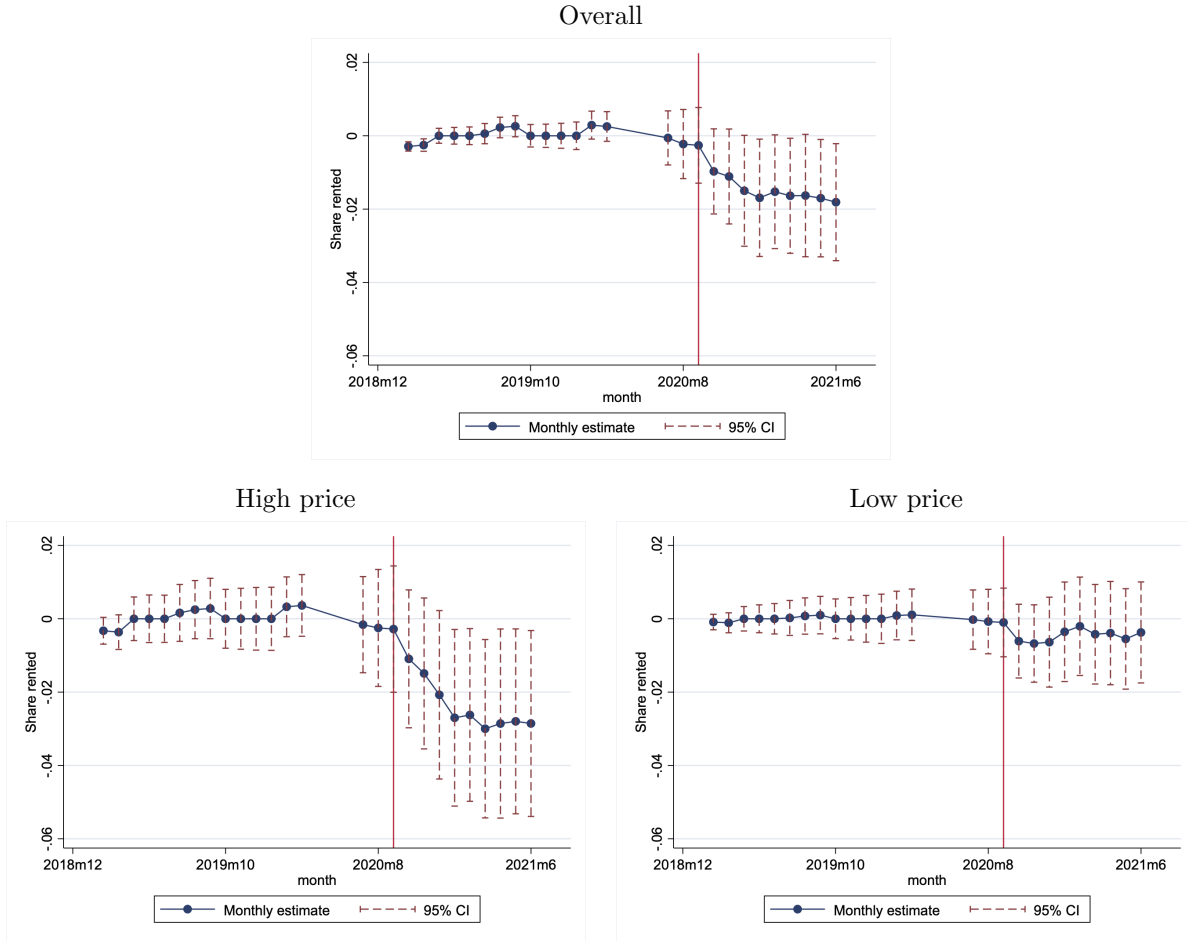 Overall
.02
0
-.02
-.04
-.06
Share rented
2018m12 2019m10 2020m8 2021m6
month
Monthly estimate 95% CI
High price
.02
0
-.02
-.04
-.06
Share rented
2018m12 2019m10 2020m8 2021m6
month
Monthly estimate 95% CI
Low price
.02
0
-.02
-.04
-.06
Share rented
2018m12 2019m10 2020m8 2021m6
month
Monthly estimate 95% CI